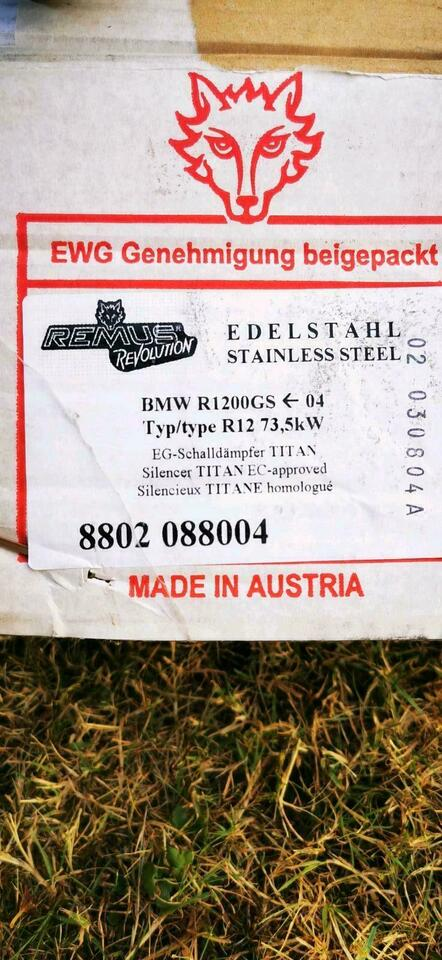 EWG Genehmigung beigepackt
REMUS®
REVOLUTION
EDELSTAHL
STAINLESS STEEL
BMW R1200GS ← 04
Typ/type R12 73,5kW
EG-Schalldämpfer TITAN
Silencer TITAN EC-approved
Silencieux TITANE homologué
8802 088004
02 030804A
MADE IN AUSTRIA